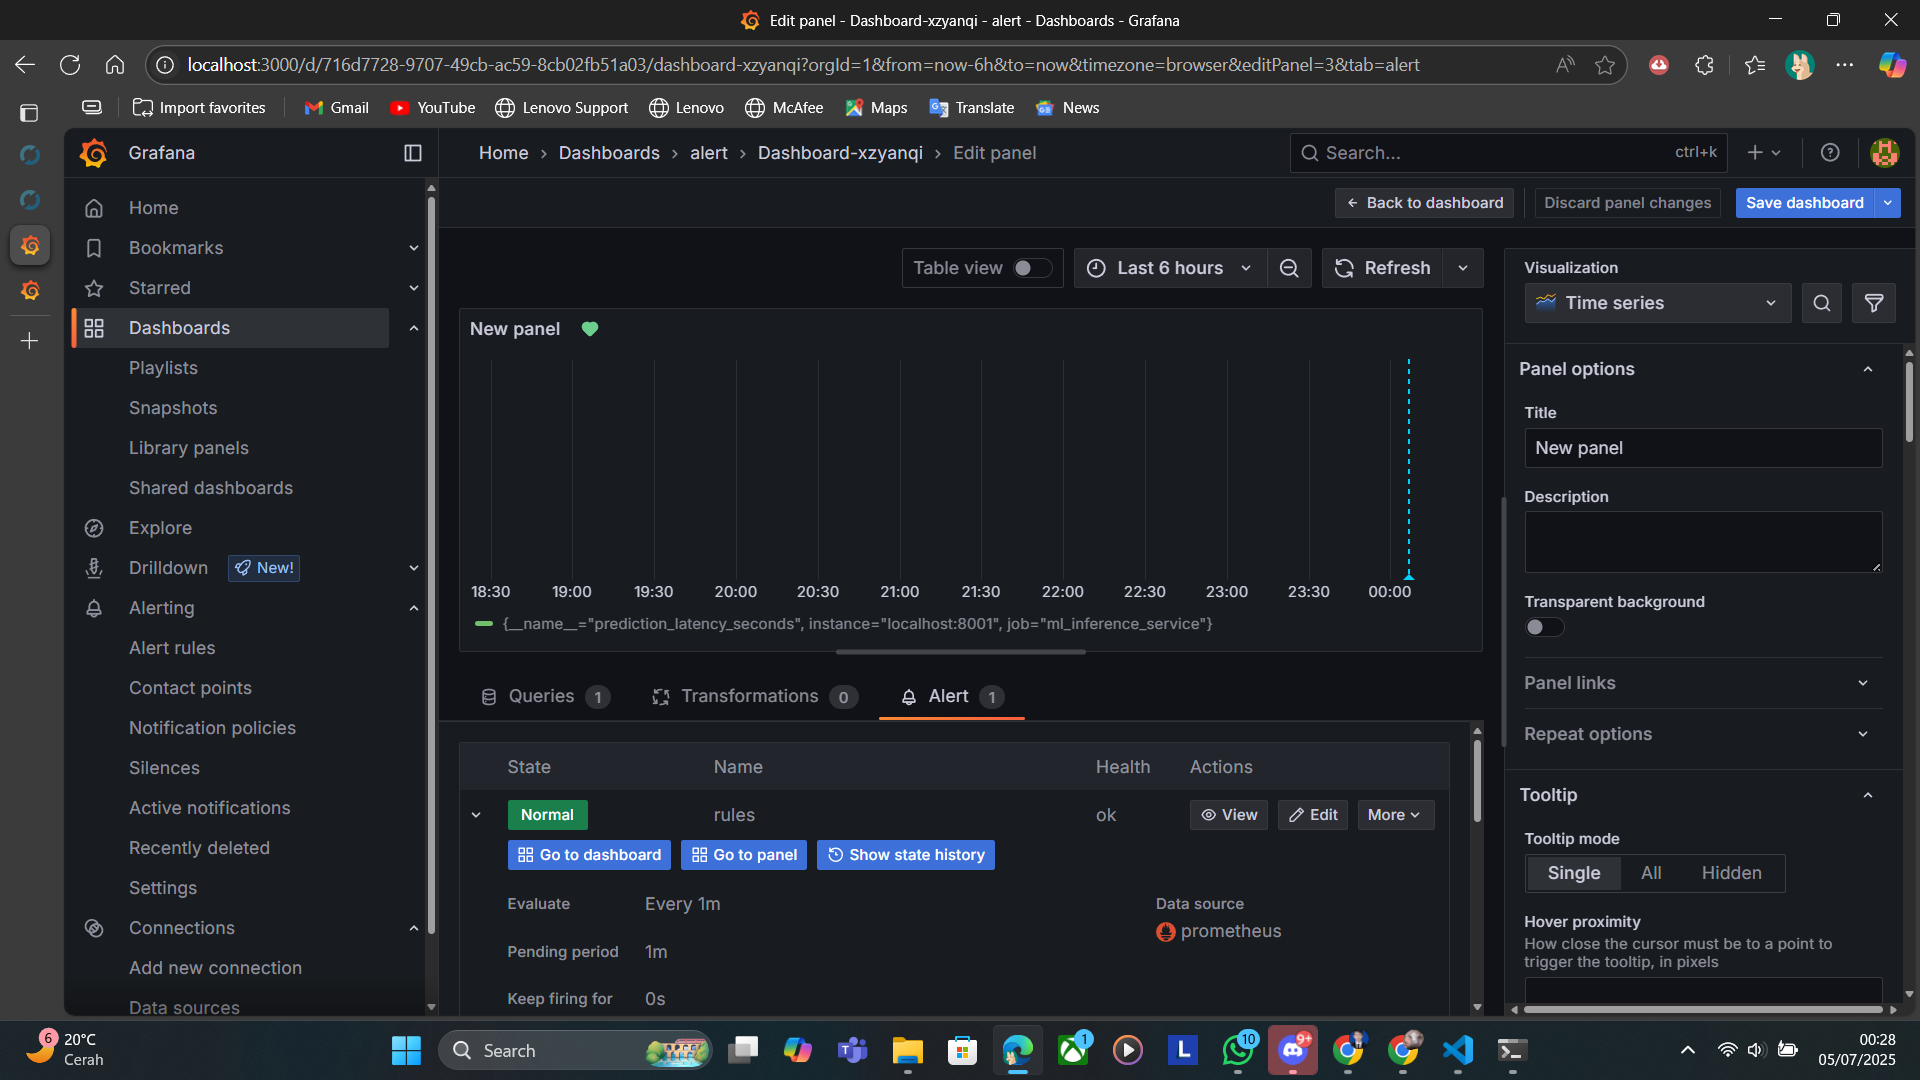 Edit panel - Dashboard-xzyanqi - alert - Dashboards - Grafana
localhost:3000/d/716d7728-9707-49cb-ac59-8cb02fb51a03/dashboard-xzyanqi?orgId=1&from=now-6h&to=now&timezone=browser&editPanel=3&tab=alert
Import favorites
Gmail
YouTube
Lenovo Support
Lenovo
McAfee
Maps
Translate
News
Grafana
Home › Dashboards › alert › Dashboard-xzyanqi › Edit panel
Search...
ctrl+k
Back to dashboard
Discard panel changes
Save dashboard
Home
Bookmarks
Starred
Dashboards
Playlists
Snapshots
Library panels
Shared dashboards
Explore
Drilldown
New!
Alerting
Alert rules
Contact points
Notification policies
Silences
Active notifications
Recently deleted
Settings
Connections
Add new connection
Data sources
Table view
Last 6 hours
Refresh
New panel
18:30 19:00 19:30 20:00 20:30 21:00 21:30 22:00 22:30 23:00 23:30 00:00
{__name__="prediction_latency_seconds", instance="localhost:8001", job="ml_inference_service"}
Queries 1
Transformations 0
Alert 1
State Name Health Actions
Normal rules ok View Edit More
Go to dashboard
Go to panel
Show state history
Evaluate Every 1m
Data source
prometheus
Pending period 1m
Keep firing for 0s
Visualization
Time series
Panel options
Title
New panel
Description
Transparent background
Panel links
Repeat options
Tooltip
Tooltip mode
Single All Hidden
Hover proximity
How close the cursor must be to a point to
trigger the tooltip, in pixels
6
20°C
Cerah
Search
1
L
10
9+
00:28
05/07/2025